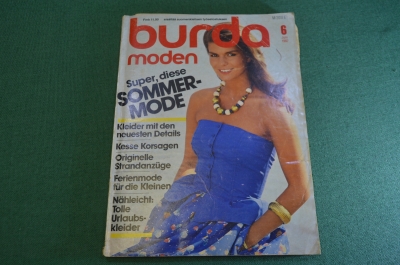 burda
6
moden
Super, diese
SOMMER-
MODE
Kleider mit den
neuesten Details
Kesse Korsagen
Originelle
Strandanzüge
Ferienmode
für die Kleinen
Nähleicht:
Tolle
Urlaubs-
kleider